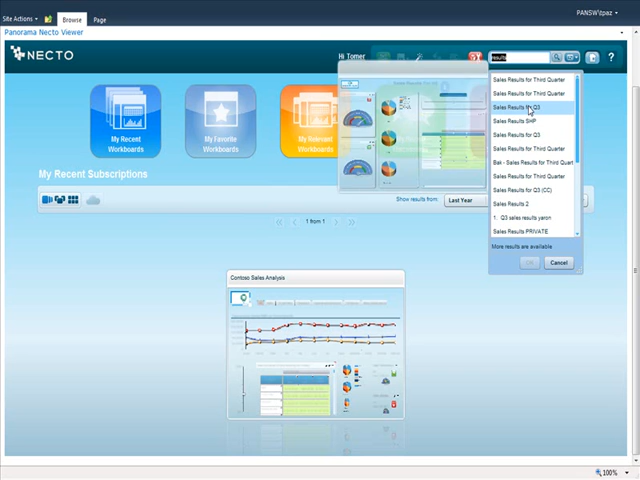 Site Actions
Browse
Page
PANSW\tpaz
Panorama Necto Viewer
NECTO
Hi Tomer
results
?
My Recent
Workboards
My Favorite
Workboards
My Relevant
Workboards
Sales Results for Third Quarter
Sales Results for Third Quarter
Sales Results for Q3
Sales Results SHP
Sales Results for Q3
Sales Results for Third Quarter
Bak - Sales Results for Third Quart
Sales Results for Third Quarter
Sales Results for Q3 (CC)
Sales Results 2
1. Q3 sales results yaron
Sales Results PRIVATE
More results are available
OK
Cancel
My Recent Subscriptions
Show results from:
Last Year
1 from 1
Contoso Sales Analysis
100%